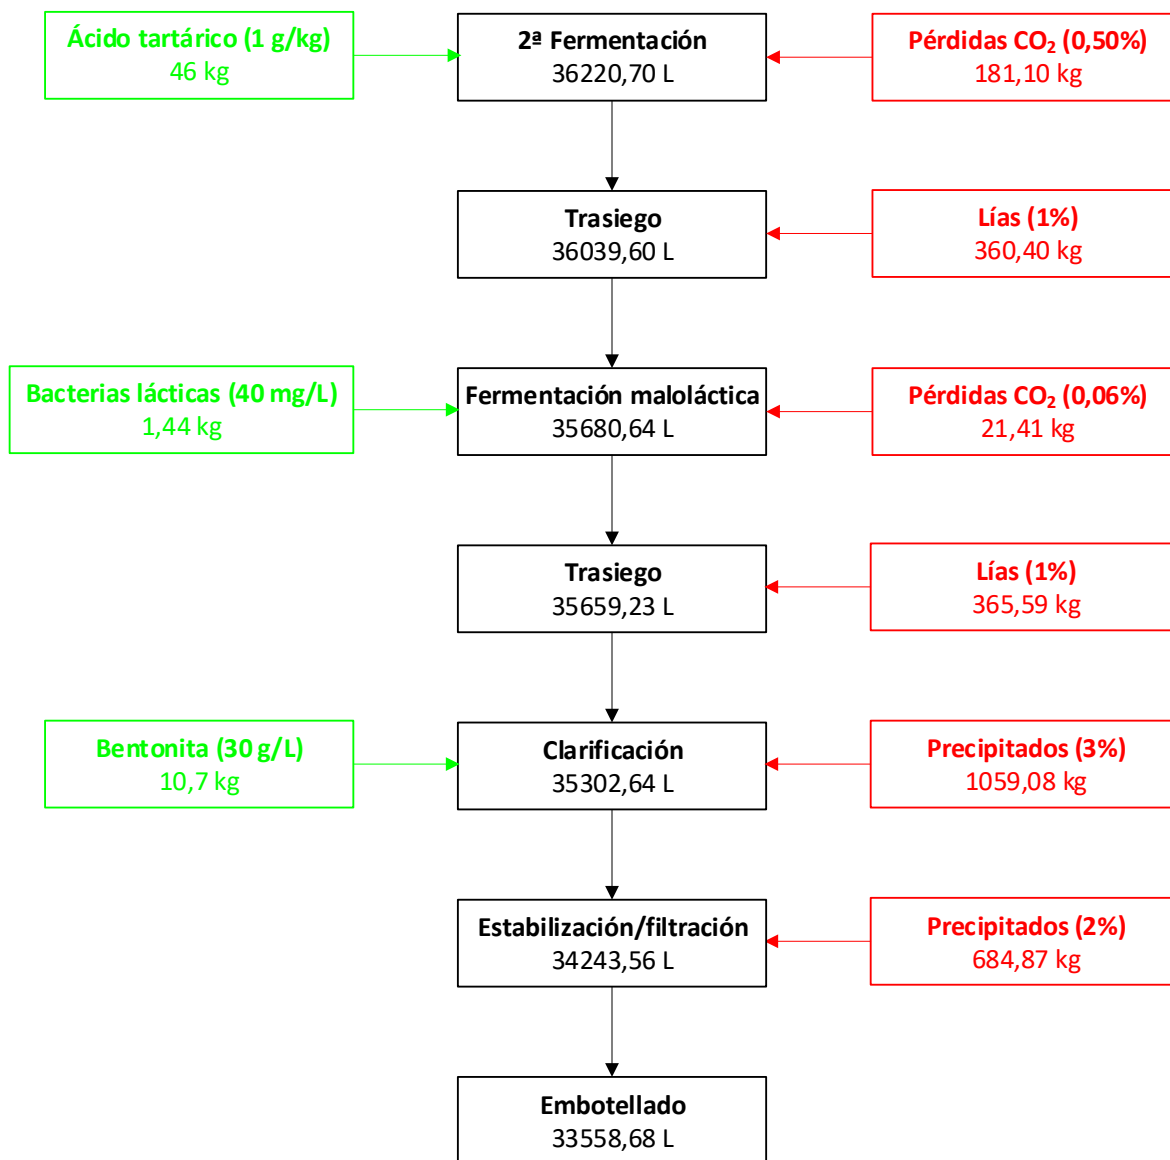 Ácido tartárico (1 g/kg)
46 kg
2ª Fermentación
36220,70 L
Pérdidas CO₂ (0,50%)
181,10 kg
Trasiego
36039,60 L
Lías (1%)
360,40 kg
Bacterias lácticas (40 mg/L)
1,44 kg
Fermentación maloláctica
35680,64 L
Pérdidas CO₂ (0,06%)
21,41 kg
Trasiego
35659,23 L
Lías (1%)
365,59 kg
Bentonita (30 g/L)
10,7 kg
Clarificación
35302,64 L
Precipitados (3%)
1059,08 kg
Estabilización/filtración
34243,56 L
Precipitados (2%)
684,87 kg
Embotellado
33558,68 L